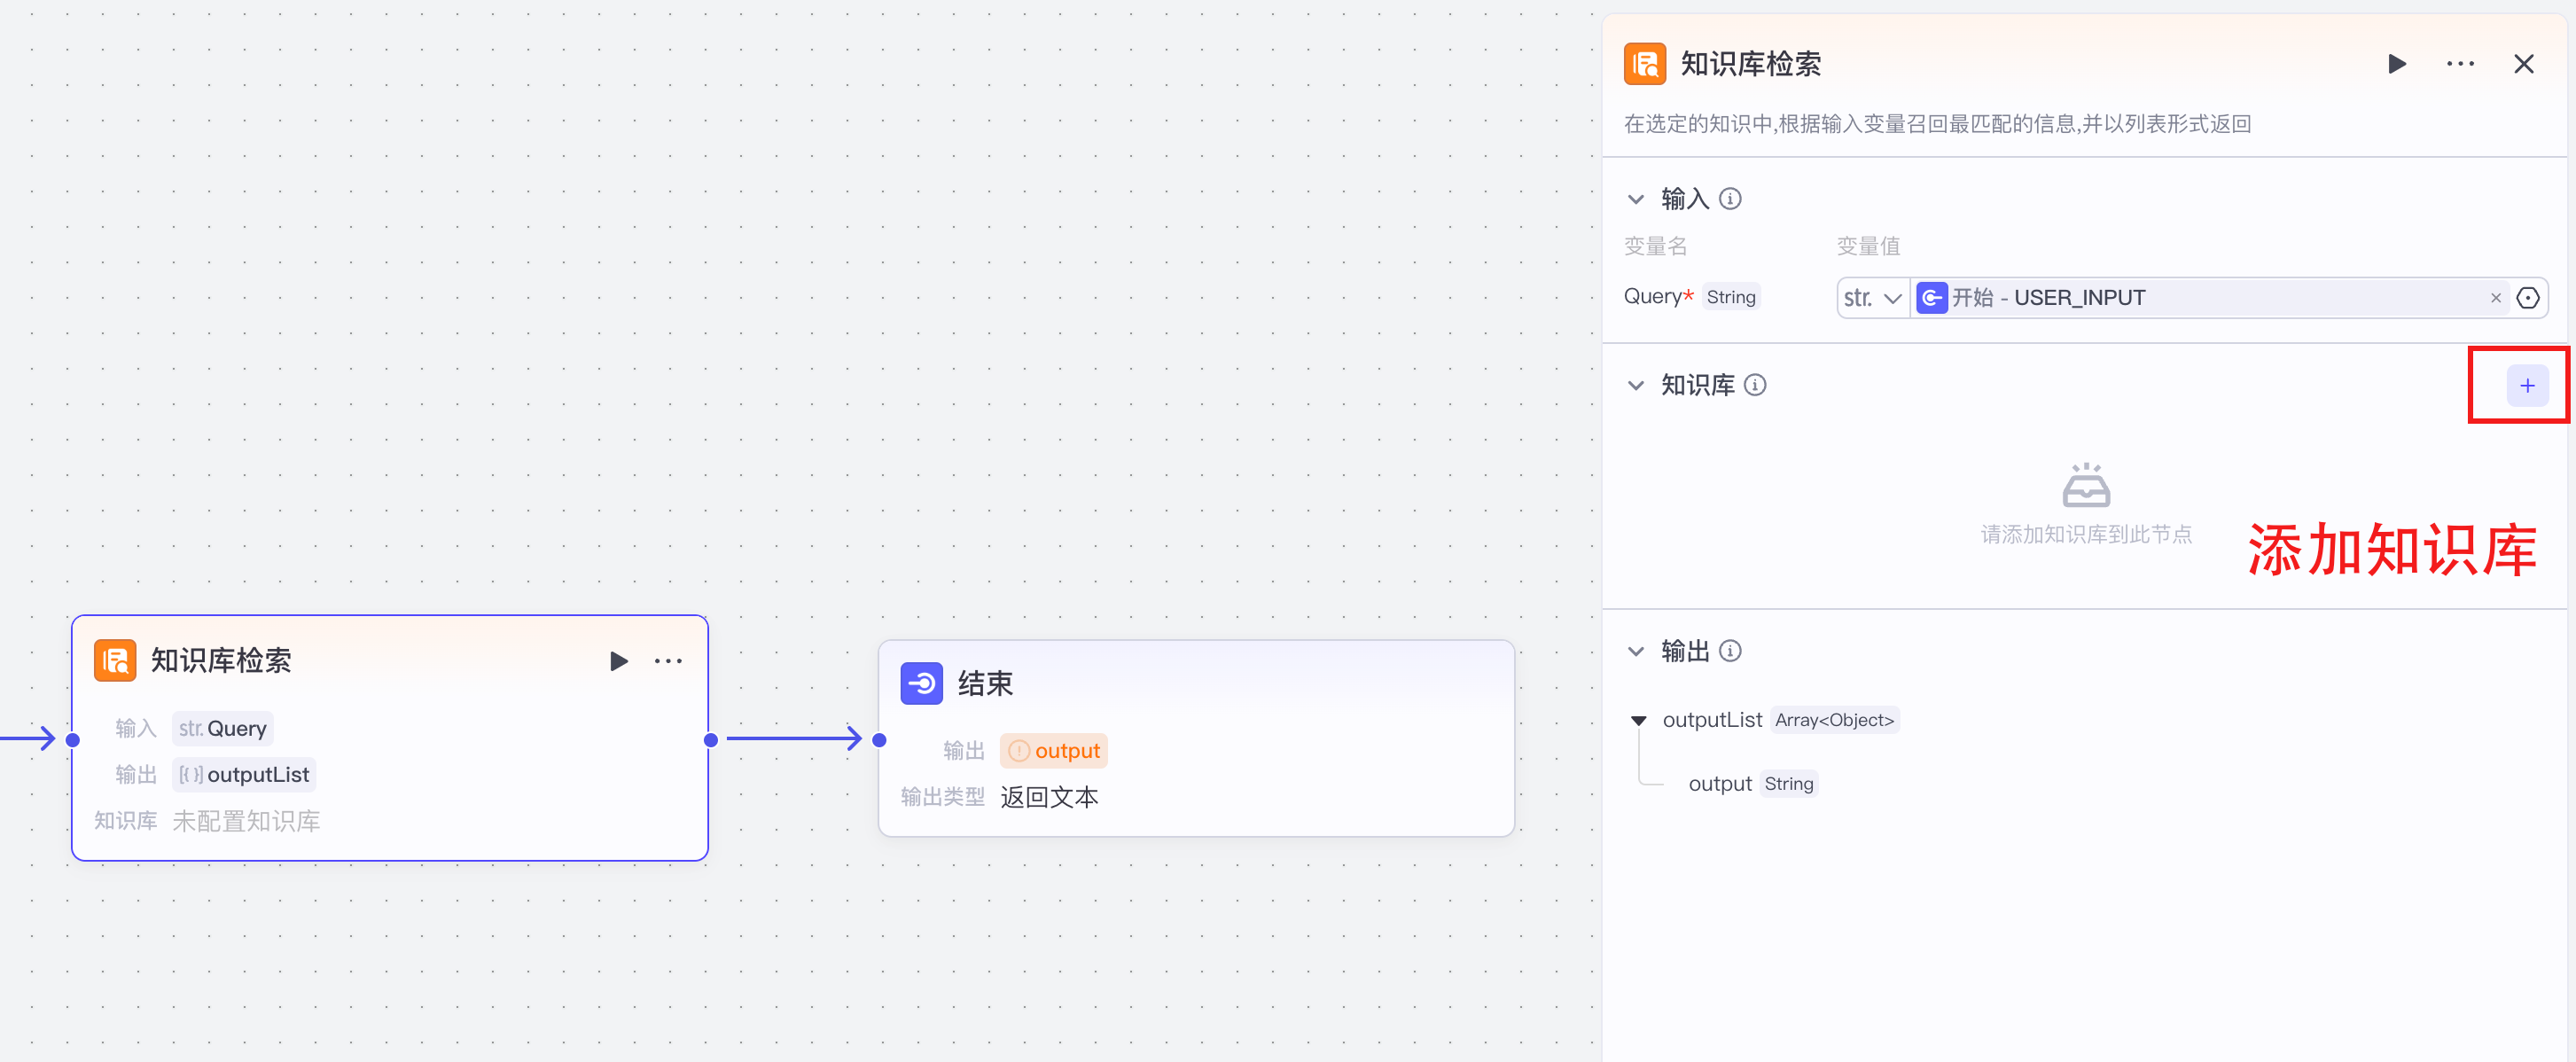 知识库检索
输入 str. Query
输出 [{}] outputList
知识库 未配置知识库
结束
输出 output
输出类型 返回文本
知识库检索
在选定的知识中,根据输入变量召回最匹配的信息,并以列表形式返回
输入
变量名 变量值
Query* String str. 开始 - USER_INPUT
知识库
请添加知识库到此节点
添加知识库
输出
outputList Array<Object>
output String